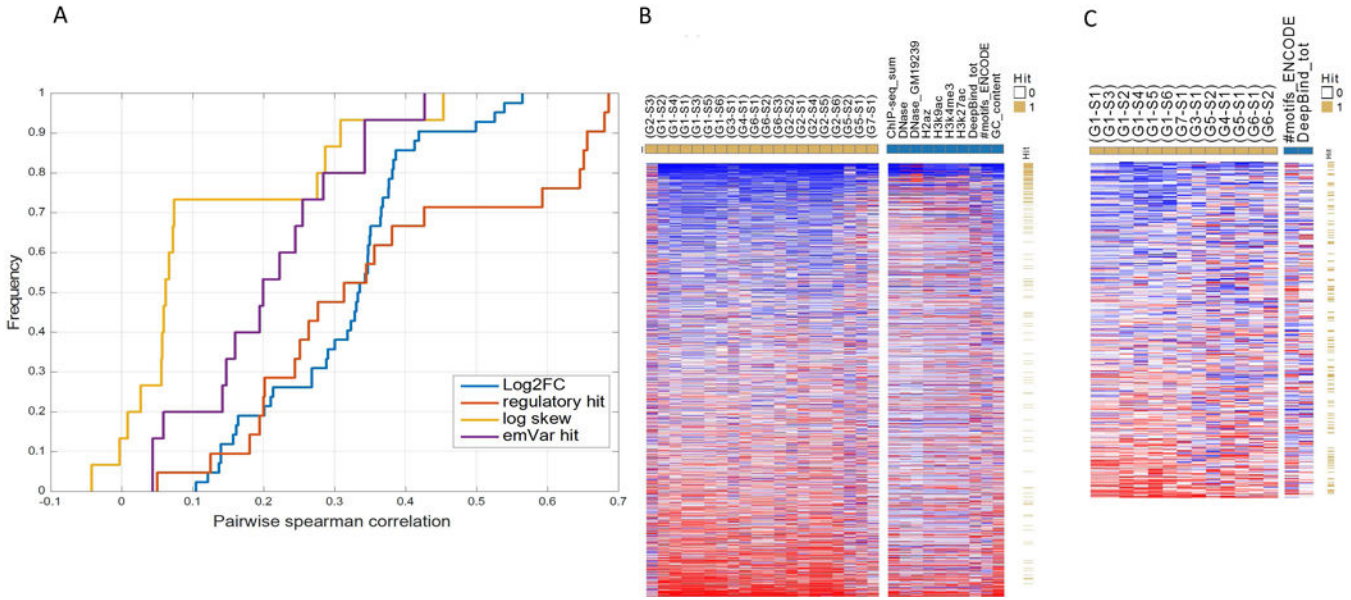 A
Frequency
1
0.9
0.8
0.7
0.6
0.5
0.4
0.3
0.2
0.1
0
-0.1
0
0.1
0.2
0.3
0.4
0.5
0.6
0.7
Pairwise spearman correlation
Log2FC
regulatory hit
log skew
emVar hit
B
(G2-S3)
(G1-S2)
(G1-S4)
(G1-S1)
(G1-S3)
(G1-S5)
(G1-S6)
(G3-S1)
(G4-S1)
(G6-S1)
(G6-S2)
(G6-S3)
(G2-S2)
(G2-S1)
(G2-S4)
(G2-S5)
(G2-S6)
(G5-S2)
(G5-S1)
(G7-S1)
ChIP-seq_sum
DNase
DNase_GM19239
H2az
H3k9ac
H3k4me3
H3k27ac
DeepBind_tot
#motifs_ENCODE
GC_content
Hit
0
1
Hit
C
(G1-S1)
(G1-S3)
(G1-S2)
(G1-S4)
(G1-S5)
(G1-S6)
(G7-S1)
(G3-S1)
(G5-S2)
(G4-S1)
(G5-S1)
(G6-S1)
(G6-S2)
#motifs_ENCODE
DeepBind_tot
Hit
0
1
Hit